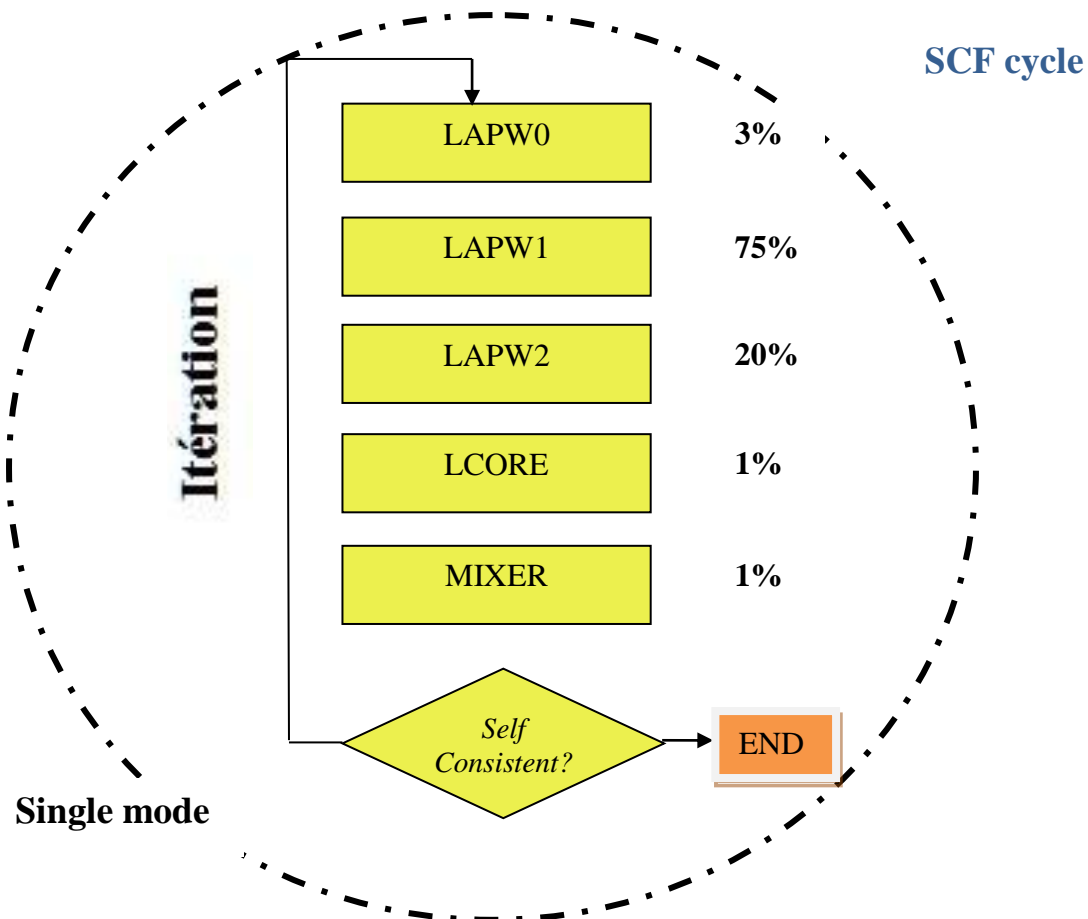 SCF cycle
LAPW0
3%
LAPW1
75%
Itération
LAPW2
20%
LCORE
1%
MIXER
1%
Self
Consistent?
END
Single mode